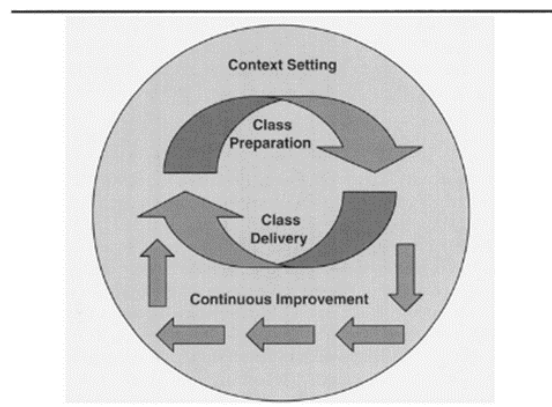 Context Setting
Class
Preparation
Class
Delivery
Continuous Improvement